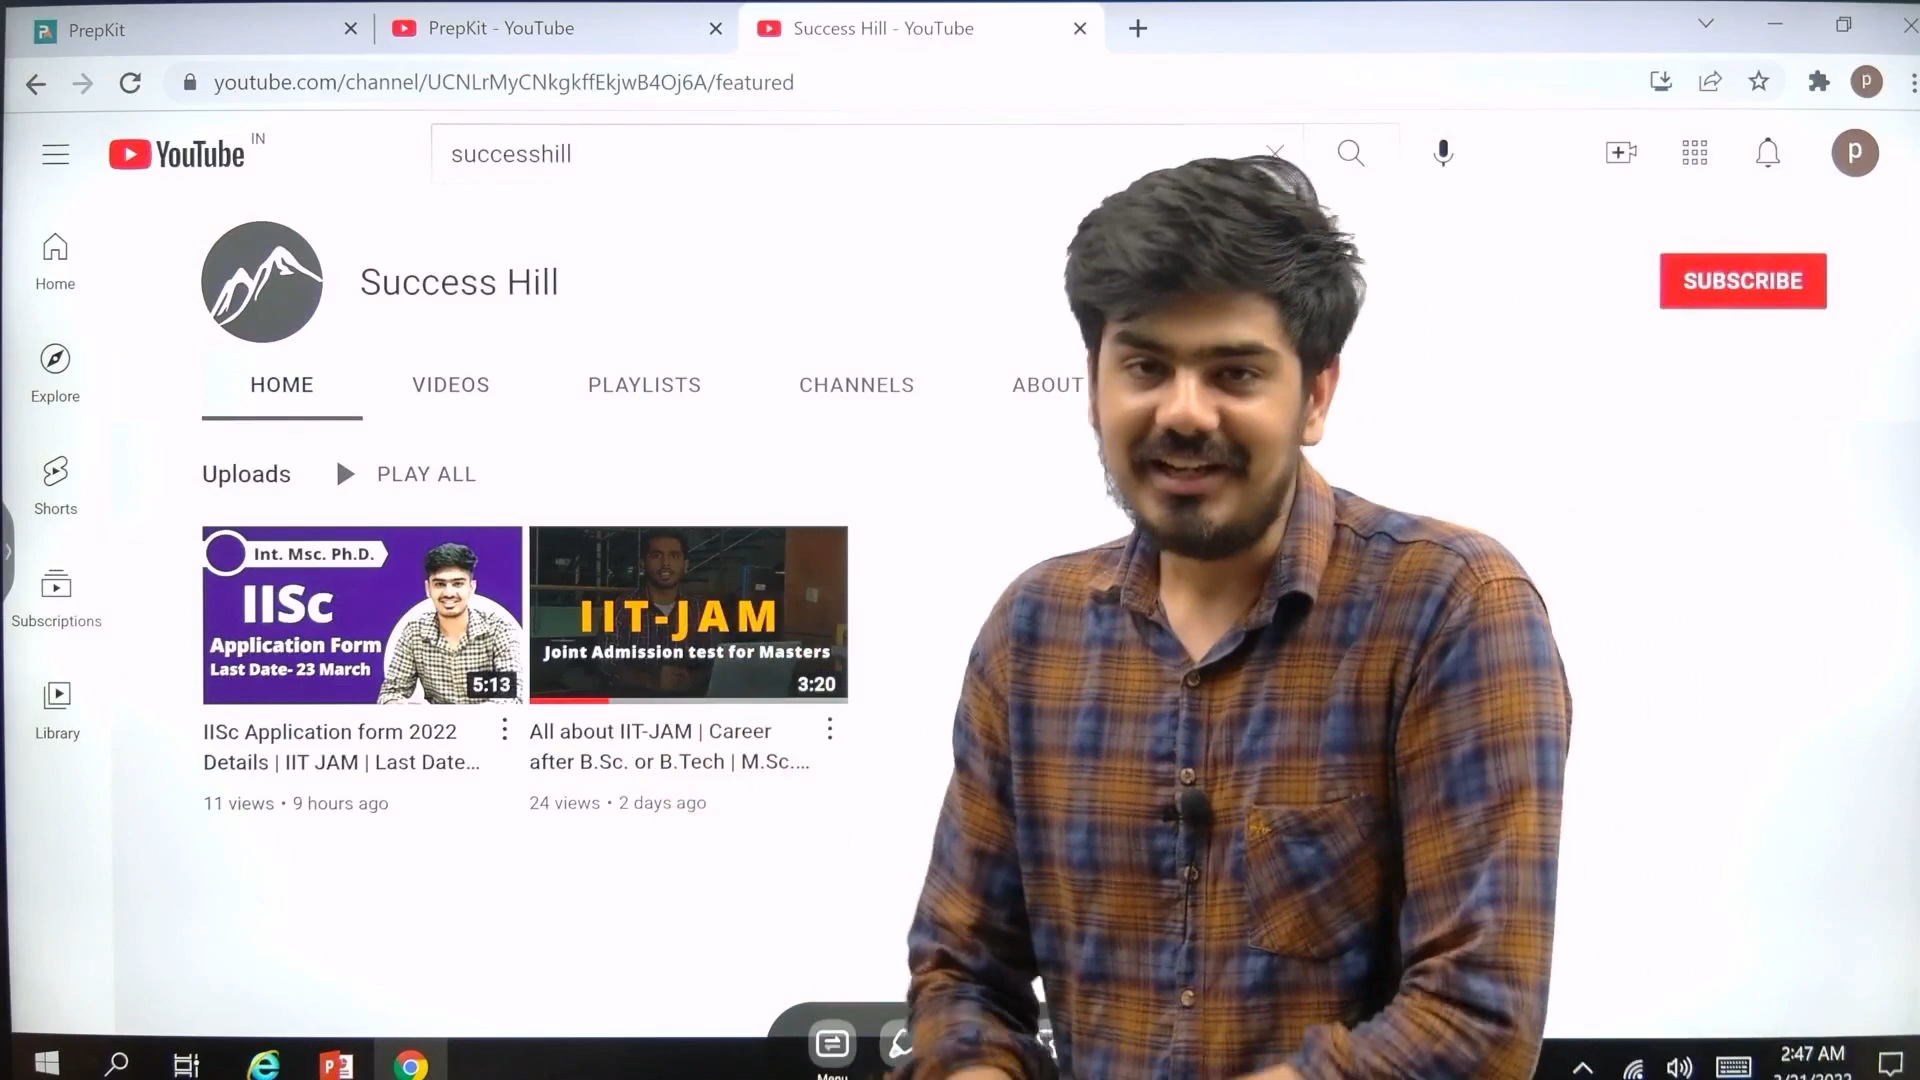 PrepKit
PrepKit - YouTube
Success Hill - YouTube
youtube.com/channel/UCNLrMyCNkgkffEkjwB4Oj6A/featured
YouTube IN
successhill
P
p
Home
Explore
Shorts
Subscriptions
Library
Success Hill
SUBSCRIBE
HOME VIDEOS PLAYLISTS CHANNELS ABOUT
Uploads PLAY ALL
Int. Msc. Ph.D.
IISc
Application Form
Last Date- 23 March
5:13
IIT-JAM
Joint Admission test for Masters
3:20
IISc Application form 2022
Details | IIT JAM | Last Date...
11 views • 9 hours ago
All about IIT-JAM | Career
after B.Sc. or B.Tech | M.Sc....
24 views • 2 days ago
Menu
2:47 AM